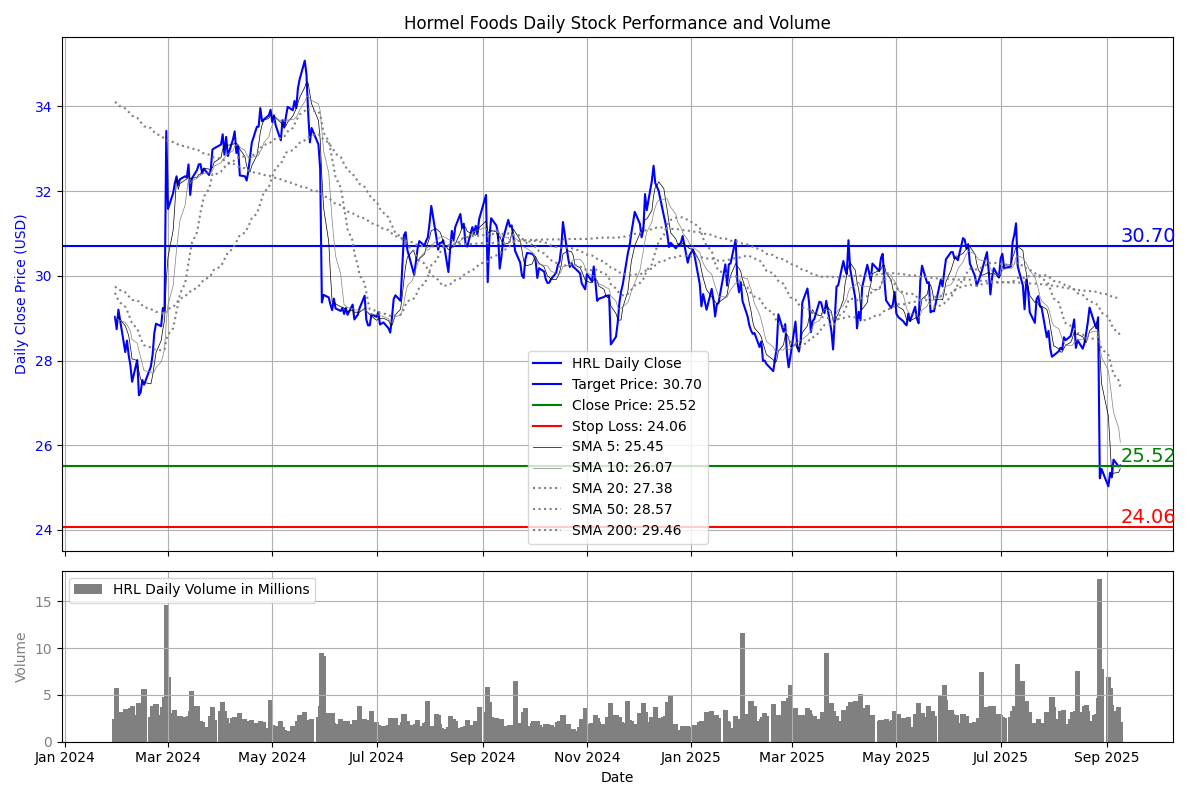 Hormel Foods Daily Stock Performance and Volume
Daily Close Price (USD)
34
32
30
28
26
24
30.70
25.52
24.06
HRL Daily Close
Target Price: 30.70
Close Price: 25.52
Stop Loss: 24.06
SMA 5: 25.45
SMA 10: 26.07
SMA 20: 27.38
SMA 50: 28.57
SMA 200: 29.46
HRL Daily Volume in Millions
Volume
15
10
5
0
Jan 2024
Mar 2024
May 2024
Jul 2024
Sep 2024
Nov 2024
Jan 2025
Mar 2025
May 2025
Jul 2025
Sep 2025
Date